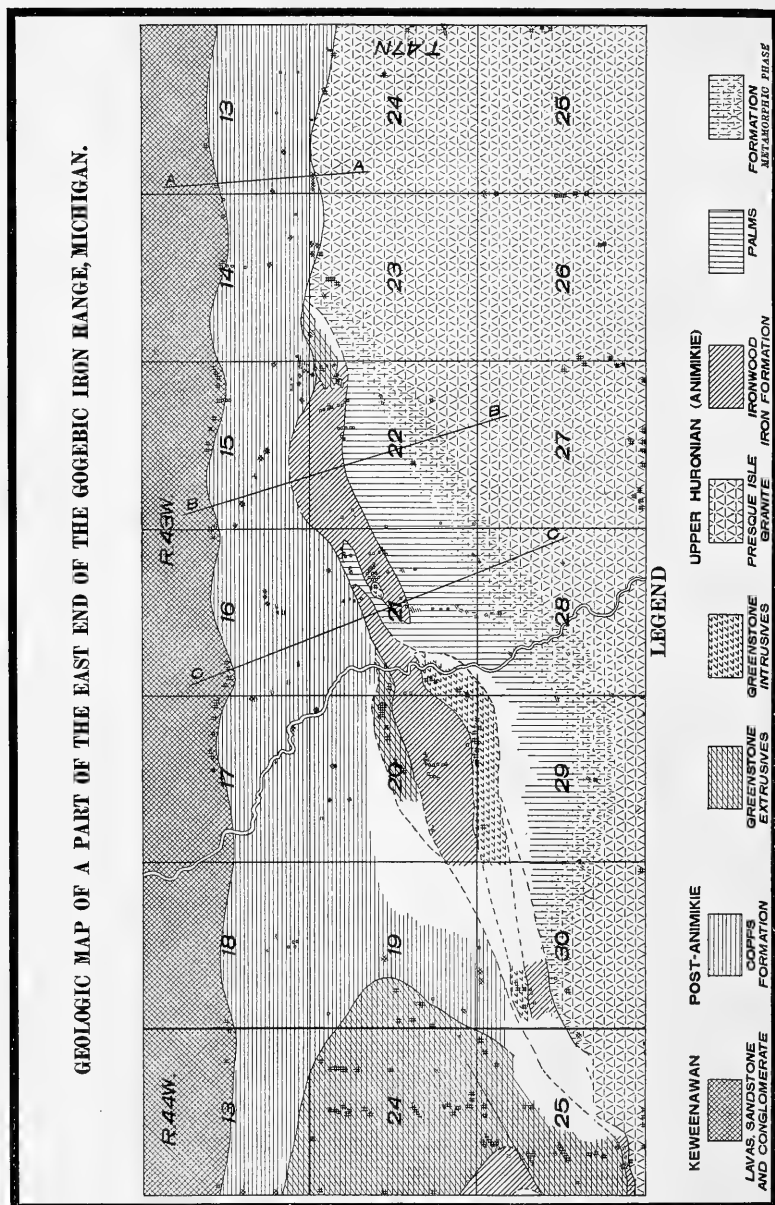 GEOLOGIC MAP OF A PART OF THE EAST END OF THE GOGEBIC IRON RANGE, MICHIGAN.
R.44W.
R.43W.
T.47N
C
B
A
13
18
17
16
15
14
13
A
24
19
20
21
22
23
24
B
C
25
30
29
28
27
26
25
LEGEND
KEWEENAWAN
LAVAS, SANDSTONE
AND CONGLOMERATE
POST-ANIMIKIE
COPPS
FORMATION
GREENSTONE
EXTRUSIVES
GREENSTONE
INTRUSIVES
PRESQUE ISLE
GRANITE
UPPER HURONIAN (ANIMIKIE)
IRONWOOD
IRON FORMATION
PALMS
FORMATION
METAMORPHIC PHASE